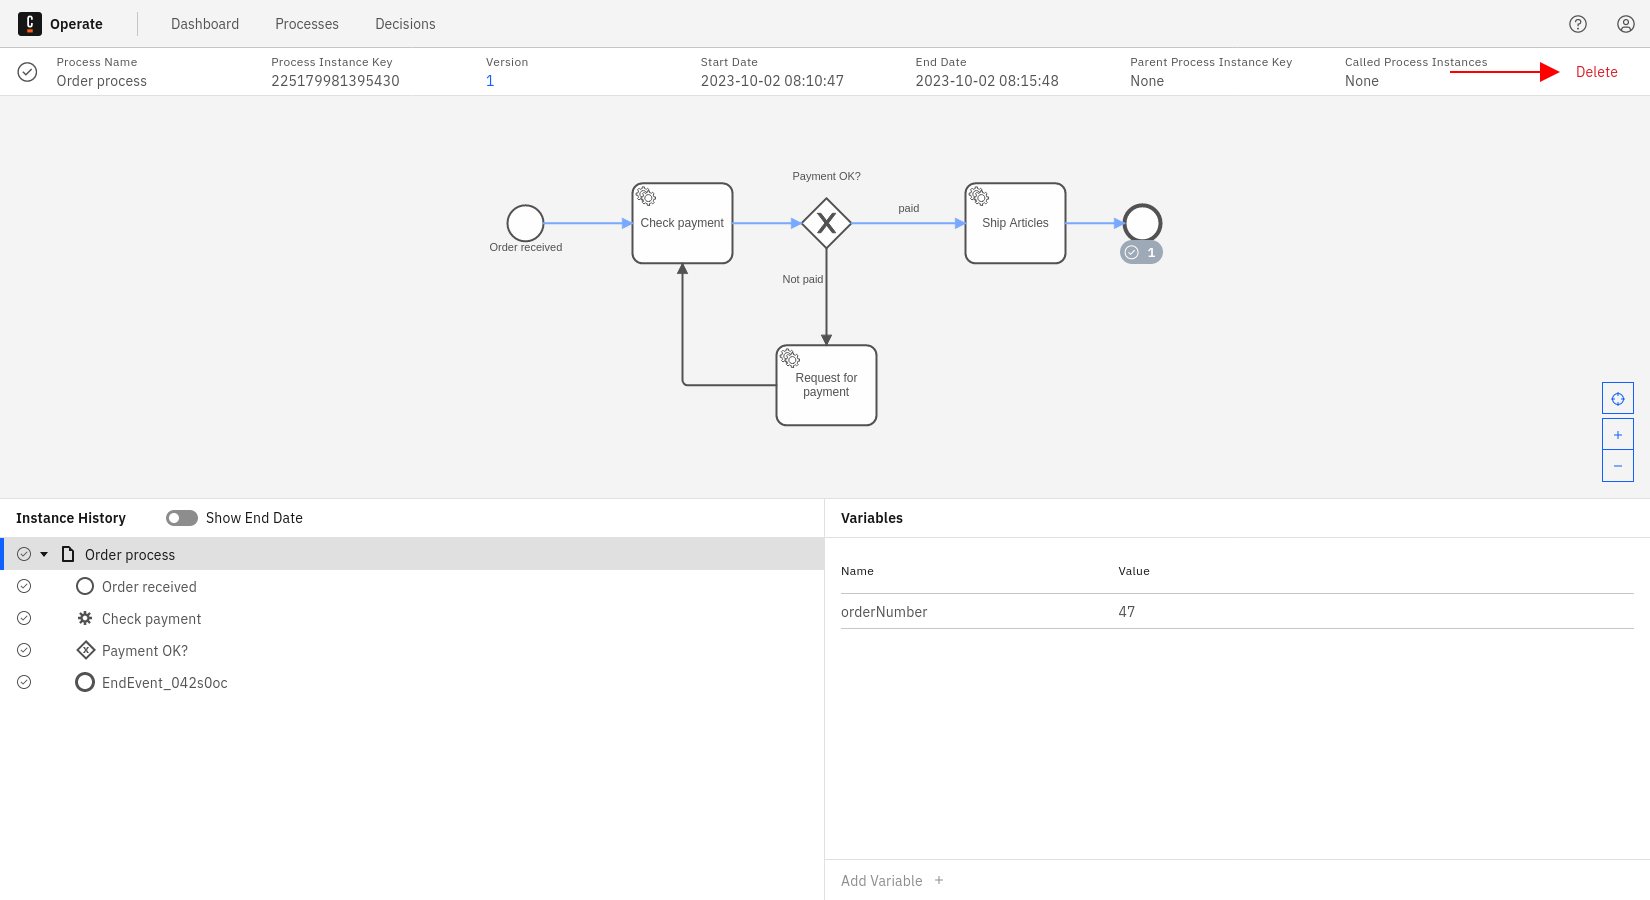 Operate
Dashboard
Processes
Decisions
Process Name
Order process
Process Instance Key
225179981395430
Version
1
Start Date
2023-10-02 08:10:47
End Date
2023-10-02 08:15:48
Parent Process Instance Key
None
Called Process Instances
None
Delete
Payment OK?
Check payment
paid
Ship Articles
Order received
1
Not paid
Request for
payment
Instance History
Show End Date
Order process
Order received
Check payment
Payment OK?
EndEvent_042s0oc
Variables
Name
Value
orderNumber
47
Add Variable +